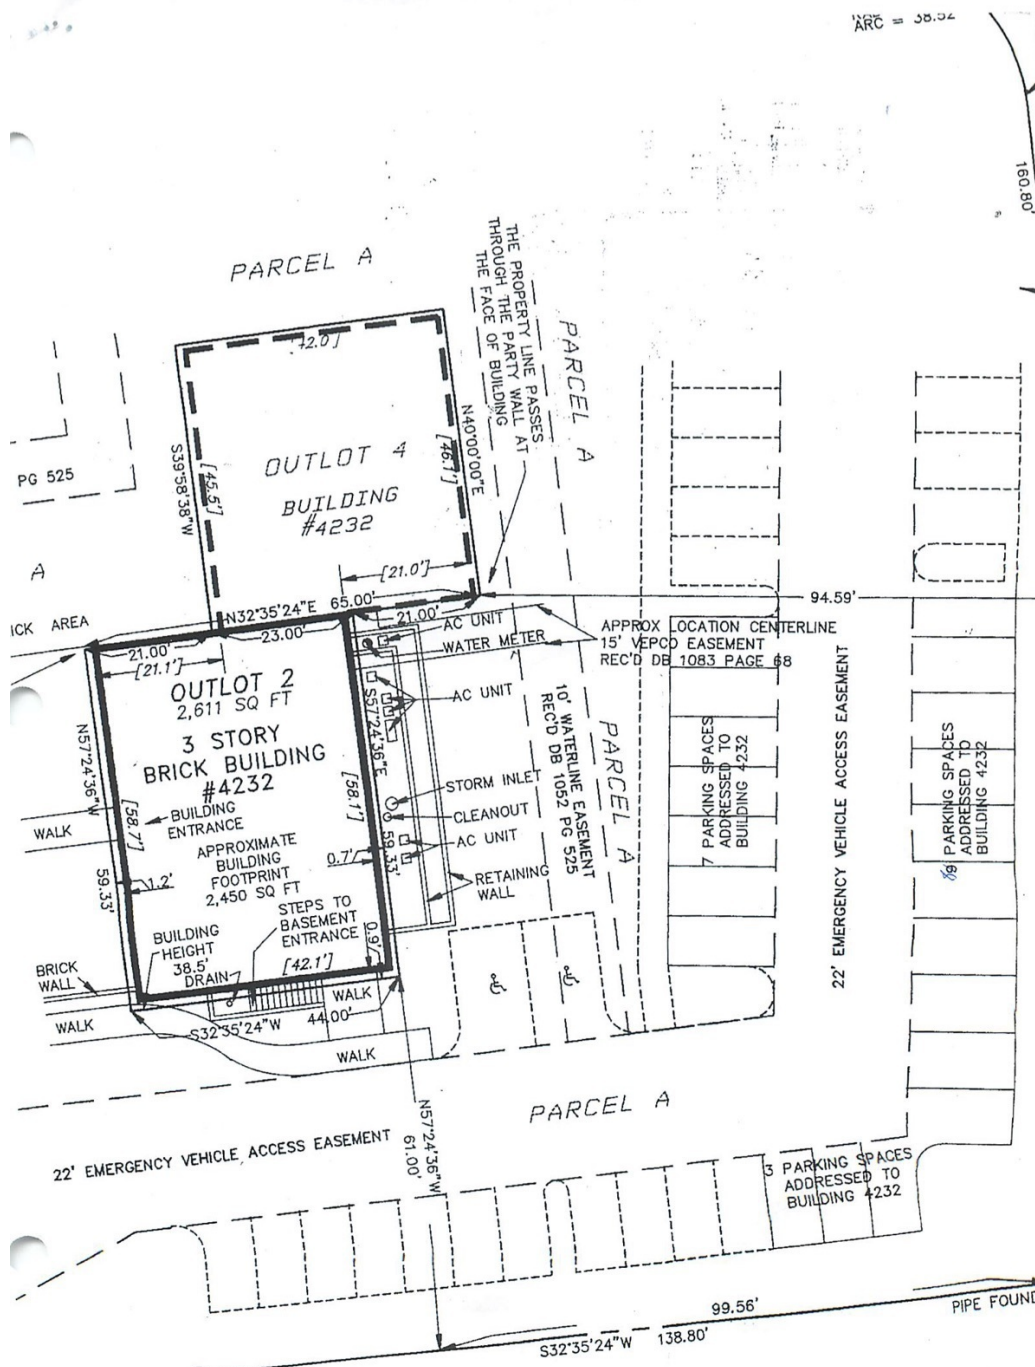 ARC = 38.52
160.80'
PARCEL A
THE PROPERTY LINE PASSES
THROUGH THE PARTY WALL AT
THE FACE OF BUILDING
PARCEL A
S39°58'38"W
[45.5']
OUTLOT 4
BUILDING
#4232
[46.1']
N40°00'00"E
PG 525
A
[21.0']
94.59'
ICK AREA
N32°35'24"E
65.00'
21.00'
23.00'
21.00'
[21.1']
AC UNIT
WATER METER
APPROX LOCATION CENTERLINE
15' VEPCO EASEMENT
REC'D DB 1083 PAGE 68
OUTLOT 2
2,611 SQ FT
3 STORY
BRICK BUILDING
#4232
S57°24'36"E
AC UNIT
10' WATERLINE EASEMENT
REC'D DB 1052 PG 525
PARCEL A
N57°24'36"W
59.33'
[58.7']
[58.1']
59.33'
BUILDING
ENTRANCE
WALK
STORM INLET
CLEANOUT
AC UNIT
RETAINING
WALL
APPROXIMATE
BUILDING
FOOTPRINT
2,450 SQ FT
0.7'
1.2'
7 PARKING SPACES
ADDRESSED TO
BUILDING 4232
22' EMERGENCY VEHICLE ACCESS EASEMENT
PARKING SPACES
ADDRESSED TO
BUILDING 4232
STEPS TO
BASEMENT
ENTRANCE
0.9'
BUILDING
HEIGHT
38.5'
DRAIN
[42.1']
BRICK
WALL
WALK
WALK
S32°35'24"W
44.00'
WALK
N57°24'36"W
61.00'
PARCEL A
22' EMERGENCY VEHICLE ACCESS EASEMENT
3 PARKING SPACES
ADDRESSED TO
BUILDING 4232
99.56'
PIPE FOUND
S32°35'24"W
138.80'